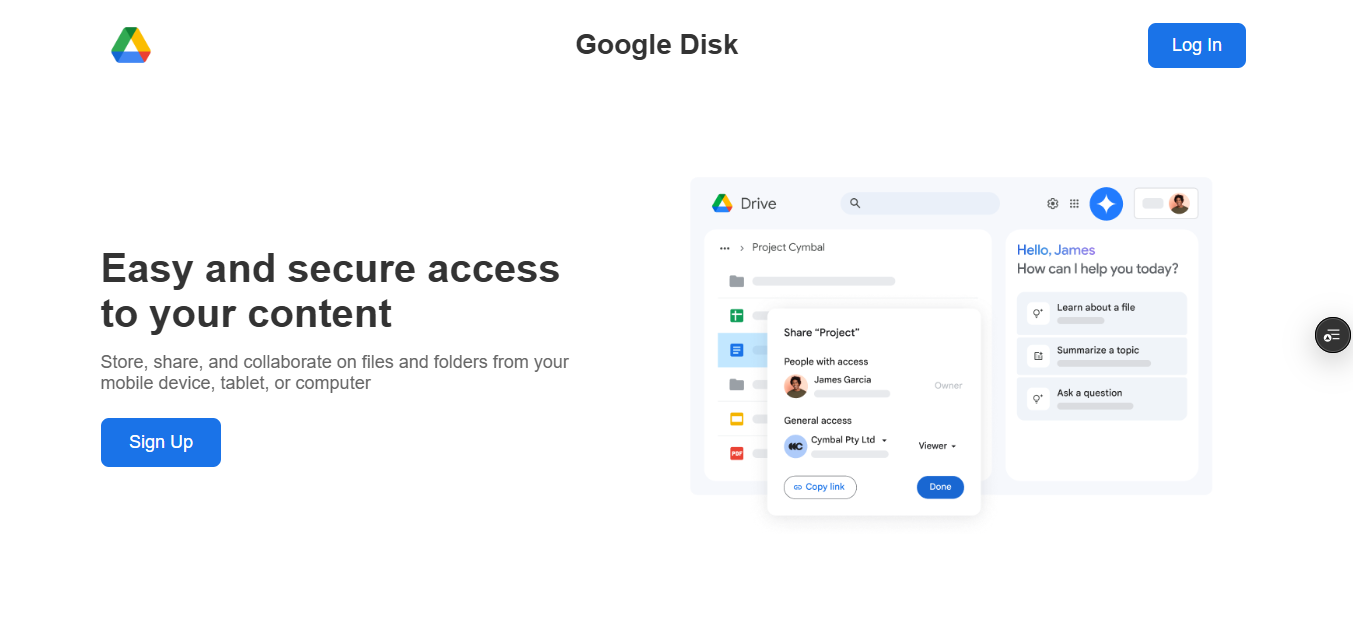 Google Disk
Log In
Easy and secure access
to your content
Store, share, and collaborate on files and folders from your
mobile device, tablet, or computer
Sign Up
Drive
Project Cymbal
Share “Project”
People with access
James Garcia
Owner
General access
Cymbal Pty Ltd
Viewer
Copy link
Done
PDF
Hello, James
How can I help you today?
Learn about a file
Summarize a topic
Ask a question